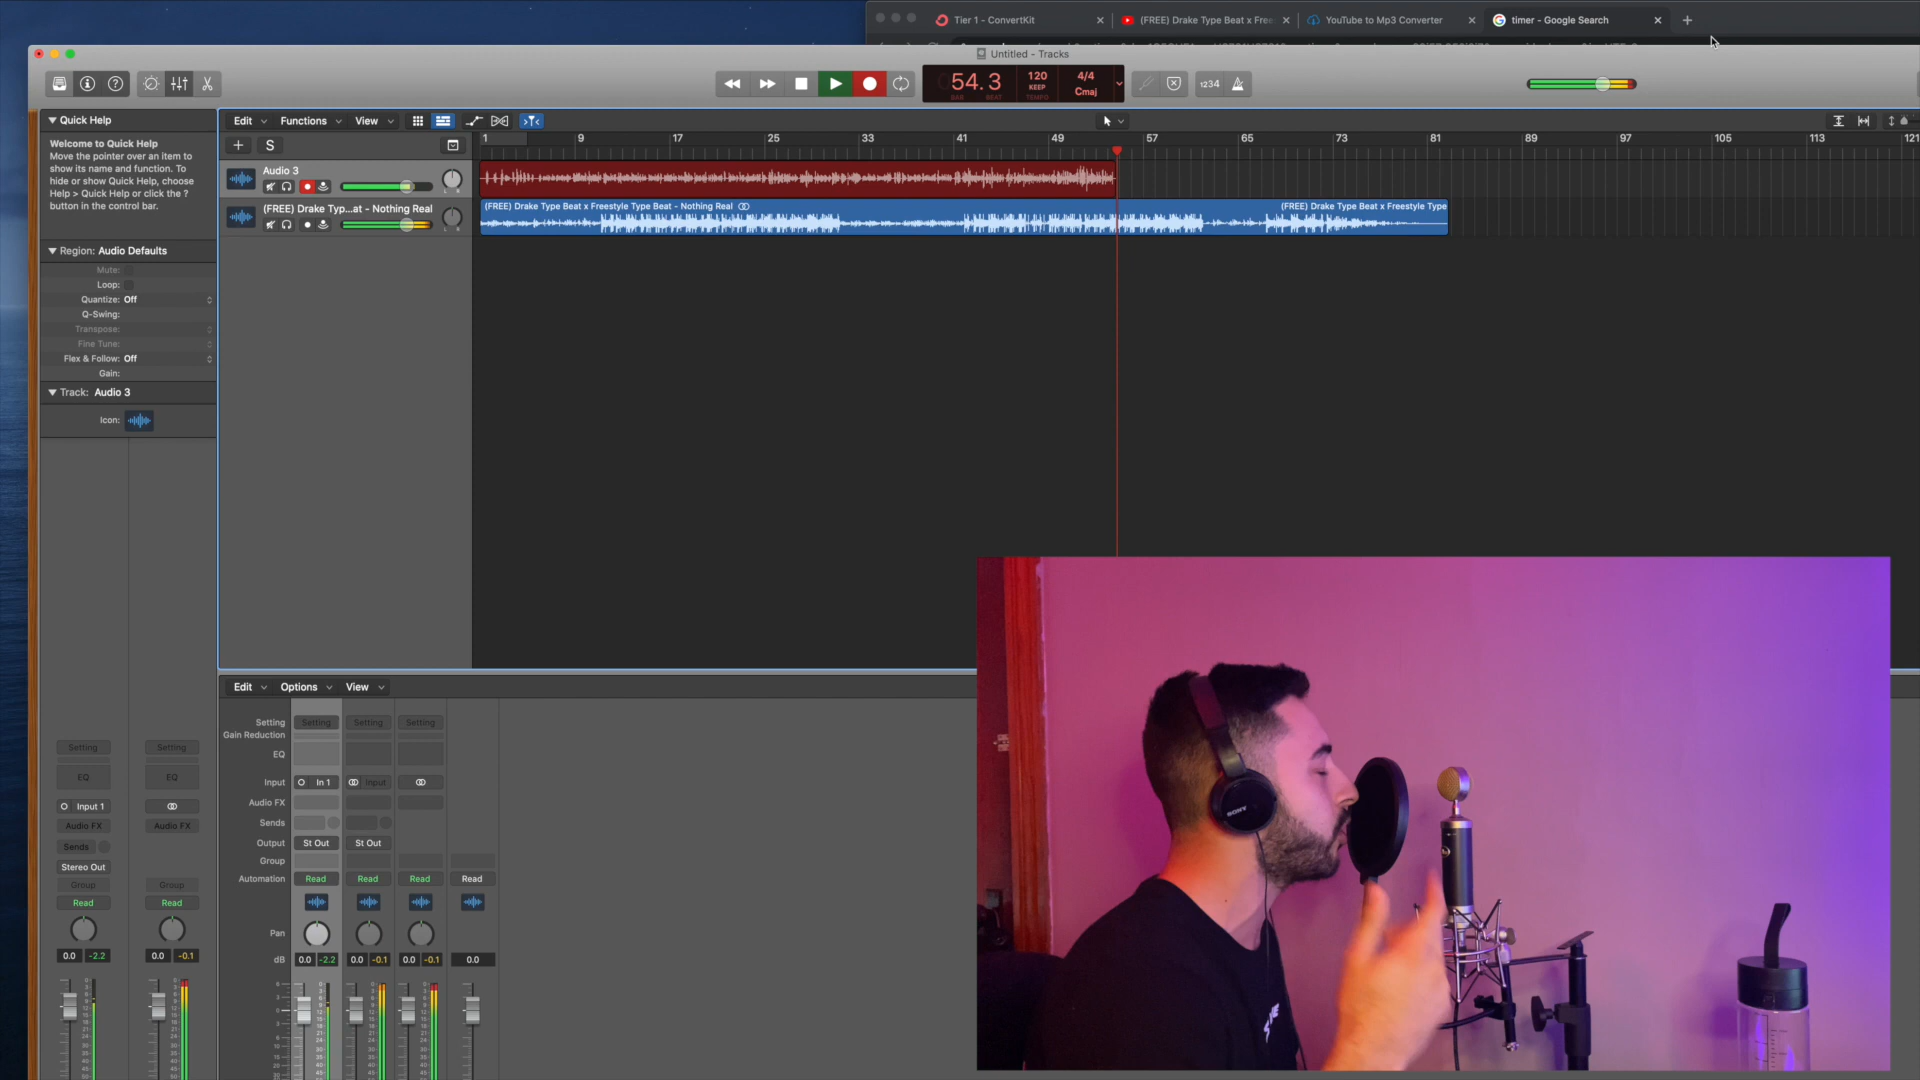 Tier 1 - ConvertKit
(FREE) Drake Type Beat x Free
YouTube to Mp3 Converter
timer - Google Search
Untitled - Tracks
54.3
BAR BEAT
120
KEEP
TEMPO
4/4
Cmaj
1234
Quick Help
Welcome to Quick Help
Move the pointer over an item to
show its name and function. To
hide or show Quick Help, choose
Help > Quick Help or click the ?
button in the control bar.
Region: Audio Defaults
Mute:
Loop:
Quantize: Off
Q-Swing:
Transpose:
Fine Tune:
Flex & Follow: Off
Gain:
Track: Audio 3
Icon:
Edit Functions View
S
1 9 17 25 33 41 49 57 65 73 81 89 97 105 113 121
Audio 3
L R
(FREE) Drake Typ...at - Nothing Real
L R
(FREE) Drake Type Beat x Freestyle Type Beat - Nothing Real
(FREE) Drake Type Beat x Freestyle Type
Edit Options View
Setting Setting Setting Setting
Gain Reduction
EQ
Input In 1 Input
Audio FX
Sends
Output St Out St Out
Group
Automation Read Read Read Read
Pan
dB 0.0 -2.2 0.0 -0.1 0.0 -0.1 0.0
Setting Setting
EQ EQ
Input 1
Audio FX Audio FX
Sends
Stereo Out
Group Group
Read Read
0.0 -2.2 0.0 -0.1
SONY